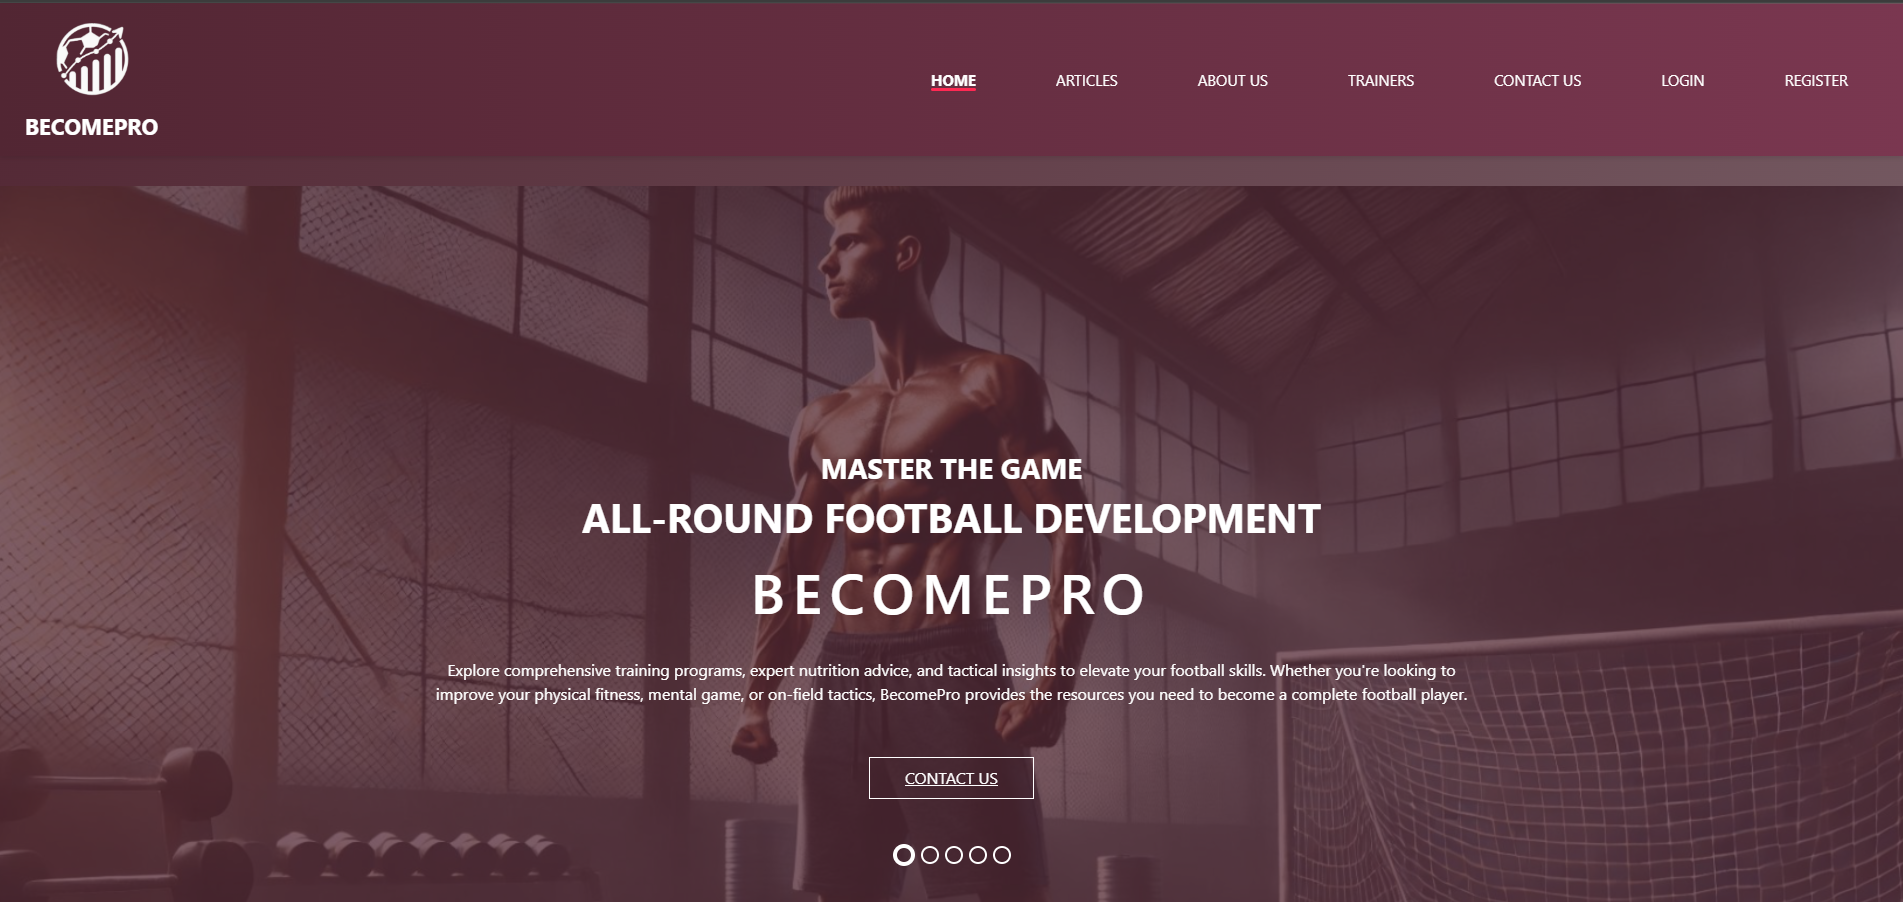 BECOMEPRO
HOME ARTICLES ABOUT US TRAINERS CONTACT US LOGIN REGISTER
MASTER THE GAME
ALL-ROUND FOOTBALL DEVELOPMENT
BECOMEPRO
Explore comprehensive training programs, expert nutrition advice, and tactical insights to elevate your football skills. Whether you're looking to
improve your physical fitness, mental game, or on-field tactics, BecomePro provides the resources you need to become a complete football player.
CONTACT US